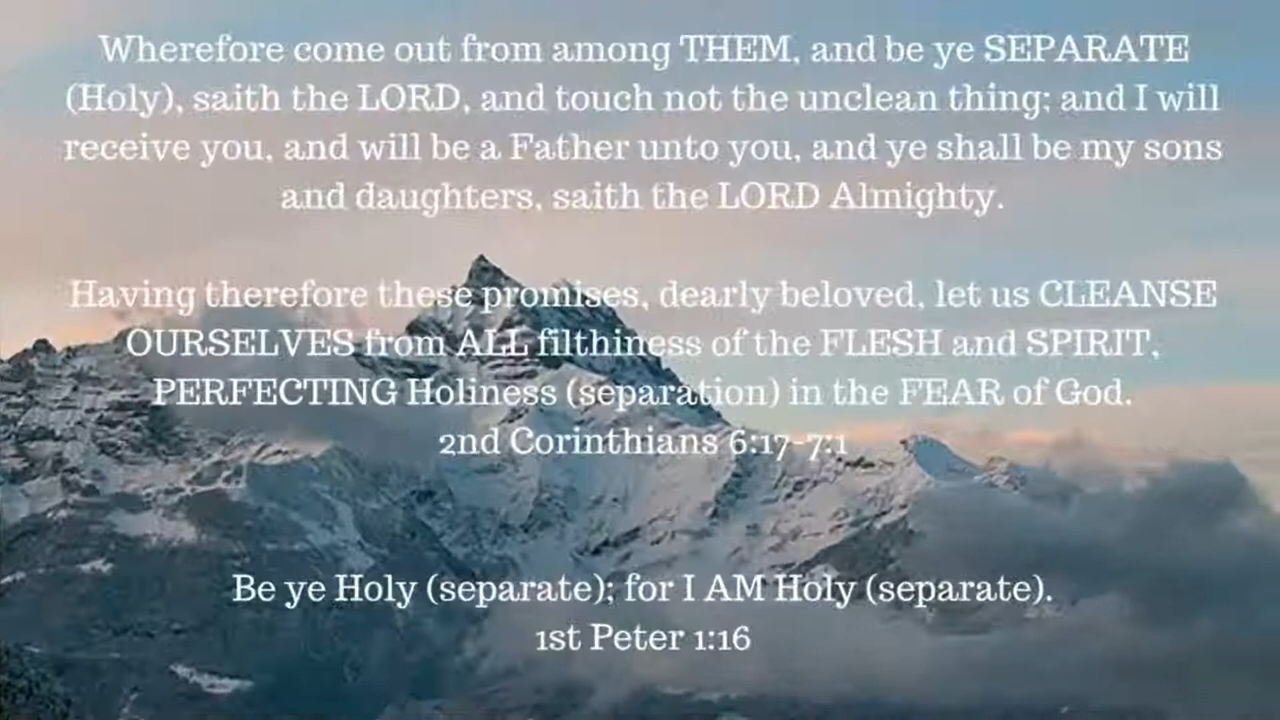 Wherefore come out from among THEM, and be ye SEPARATE
(Holy), saith the LORD, and touch not the unclean thing; and I will
receive you, and will be a Father unto you, and ye shall be my sons
and daughters, saith the LORD Almighty.
Having therefore these promises, dearly beloved, let us CLEANSE
OURSELVES from ALL filthiness of the FLESH and SPIRIT,
PERFECTING Holiness (separation) in the FEAR of God.
2nd Corinthians 6:17-7:1
Be ye Holy (separate); for I AM Holy (separate).
1st Peter 1:16